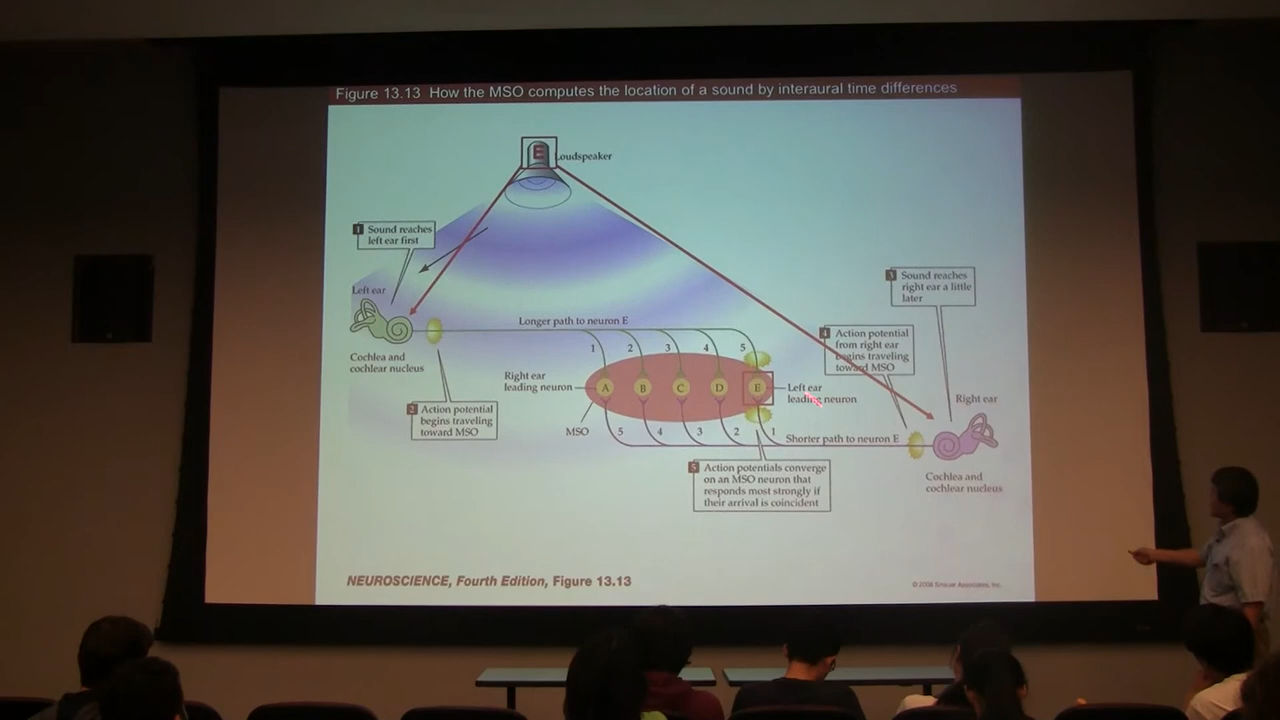 Figure 13.13 How the MSO computes the location of a sound by interaural time differences
E
Loudspeaker
1 Sound reaches
left ear first
Left ear
Cochlea and
cochlear nucleus
2 Action potential
begins traveling
toward MSO
Longer path to neuron E
1 2 3 4 5
Right ear
leading neuron
A B C D E
Left ear
leading neuron
MSO
5 4 3 2 1
Shorter path to neuron E
3 Sound reaches
right ear a little
later
4 Action potential
from right ear
begins traveling
toward MSO
Right ear
Cochlea and
cochlear nucleus
5 Action potentials converge
on an MSO neuron that
responds most strongly if
their arrival is coincident
NEUROSCIENCE, Fourth Edition, Figure 13.13
© 2008 Sinauer Associates, Inc.